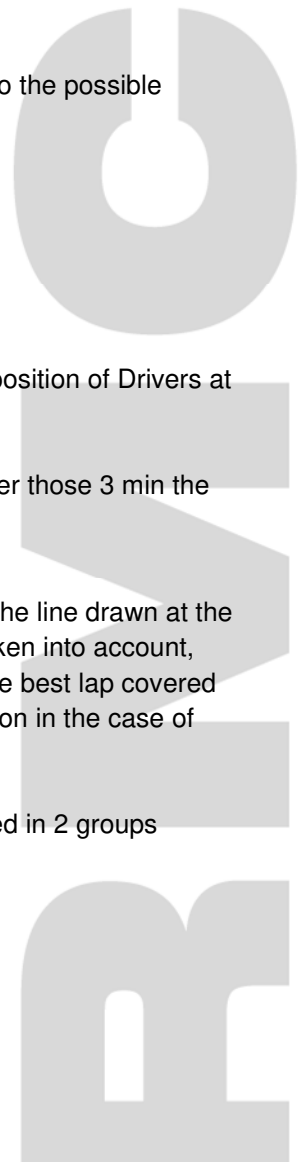 o the possible
position of Drivers at
er those 3 min the
he line drawn at the
ken into account,
e best lap covered
on in the case of
ed in 2 groups
RMC